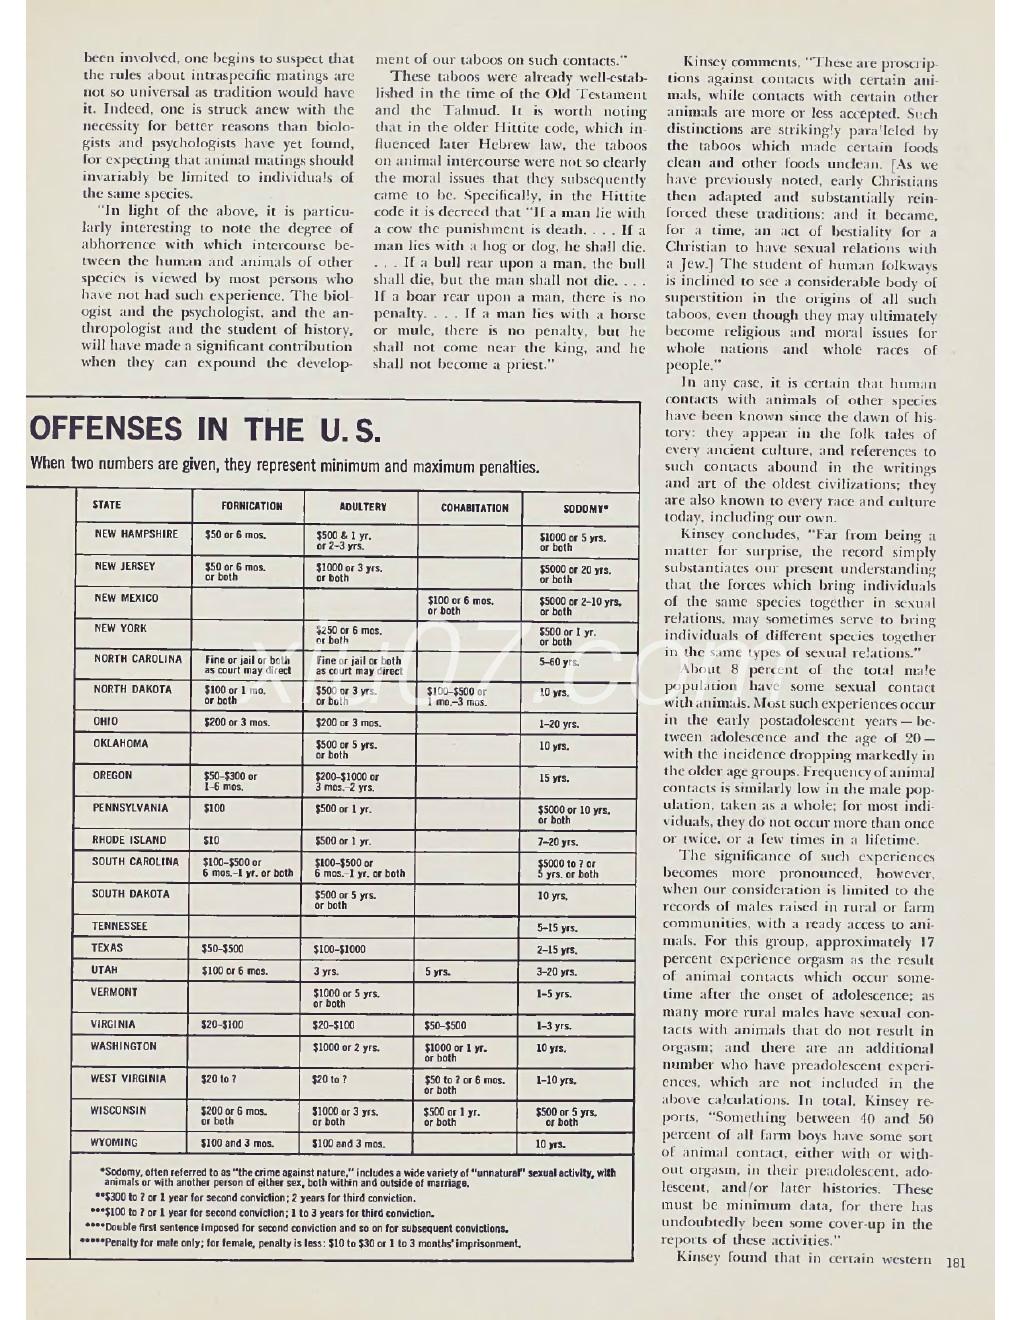 been involved, one begins to suspect that
the rules about intraspecific matings are
not so universal as tradition would have
it. Indeed, one is struck anew with the
necessity for better reasons than biolo-
gists and psychologists have yet found,
for expecting that animal matings should
invariably be limited to individuals of
the same species.
"In light of the above, it is particu-
larly interesting to note the degree of
abhorrence with which intercourse be-
tween the human and animals of other
species is viewed by most persons who
have not had such experience. The biol-
ogist and the psychologist, and the an-
thropologist and the student of history,
will have made a significant contribution
when they can expound the develop-
ment of our taboos on such contacts."
These taboos were already well-estab-
lished in the time of the Old Testament
and the Talmud. It is worth noting
that in the older Hittite code, which in-
fluenced later Hebrew law, the taboos
on animal intercourse were not so clearly
the moral issues that they subsequently
came to be. Specifically, in the Hittite
code it is decreed that "If a man lie with
a cow the punishment is death. . . . If a
man lies with a hog or dog, he shall die.
. . . If a bull rear upon a man, the bull
shall die, but the man shall not die. . . .
If a boar rear upon a man, there is no
penalty. . . . If a man lies with a horse
or mule, there is no penalty, but he
shall not come near the king, and he
shall not become a priest."
Kinsey comments, "These are proscrip-
tions against contacts with certain ani-
mals, while contacts with certain other
animals are more or less accepted. Such
distinctions are strikingly paralleled by
the taboos which made certain foods
clean and other foods unclean. [As we
have previously noted, early Christians
then adapted and substantially rein-
forced these traditions; and it became,
for a time, an act of bestiality for a
Christian to have sexual relations with
a Jew.] The student of human folkways
is inclined to see a considerable body of
superstition in the origins of all such
taboos, even though they may ultimately
become religious and moral issues for
whole nations and whole races of
people."
In any case, it is certain that human
contacts with animals of other species
have been known since the dawn of his-
tory; they appear in the folk tales of
every ancient culture, and references to
such contacts abound in the writings
and art of the oldest civilizations; they
are also known to every race and culture
today, including our own.
Kinsey concludes, "Far from being a
matter for surprise, the record simply
substantiates our present understanding
that the forces which bring individuals
of the same species together in sexual
relations, may sometimes serve to bring
individuals of different species together
in the same types of sexual relations."
About 8 percent of the total male
population have some sexual contact
with animals. Most such experiences occur
in the early postadolescent years — be-
tween adolescence and the age of 20 —
with the incidence dropping markedly in
the older age groups. Frequency of animal
contacts is similarly low in the male pop-
ulation, taken as a whole; for most indi-
viduals, they do not occur more than once
or twice, or a few times in a lifetime.
The significance of such experiences
becomes more pronounced, however,
when our consideration is limited to the
records of males raised in rural or farm
communities, with a ready access to ani-
mals. For this group, approximately 17
percent experience orgasm as the result
of animal contacts which occur some-
time after the onset of adolescence; as
many more rural males have sexual con-
tacts with animals that do not result in
orgasm; and there are an additional
number who have preadolescent experi-
ences, which are not included in the
above calculations. In total, Kinsey re-
ports, "Something between 40 and 50
percent of all farm boys have some sort
of animal contact, either with or with-
out orgasm, in their preadolescent, ado-
lescent, and/or later histories. These
must be minimum data, for there has
undoubtedly been some cover-up in the
reports of these activities."
Kinsey found that in certain western
181
OFFENSES IN THE U. S.
When two numbers are given, they represent minimum and maximum penalties.
STATE FORNICATION ADULTERY COHABITATION SODOMY*
NEW HAMPSHIRE $50 or 6 mos. $500 & 1 yr. $1000 or 5 yrs.
or 2–3 yrs. or both
NEW JERSEY $50 or 6 mos. $1000 or 3 yrs. $5000 or 20 yrs.
or both or both or both
NEW MEXICO $100 or 6 mos. $5000 or 2–10 yrs.
or both or both
NEW YORK $250 or 6 mos. $500 or 1 yr.
or both or both
NORTH CAROLINA Fine or jail or both Fine or jail or both 5–60 yrs.
as court may direct as court may direct
NORTH DAKOTA $100 or 1 mo. $500 or 3 yrs. $100–$500 or 10 yrs.
or both or both 1 mo.–3 mos.
OHIO $200 or 3 mos. $200 or 3 mos. 1–20 yrs.
OKLAHOMA $500 or 5 yrs. 10 yrs.
or both
OREGON $50–$300 or $200–$1000 or 15 yrs.
1–6 mos. 3 mos.–2 yrs.
PENNSYLVANIA $100 $500 or 1 yr. $5000 or 10 yrs.
or both
RHODE ISLAND $10 $500 or 1 yr. 7–20 yrs.
SOUTH CAROLINA $100–$500 or $100–$500 or $5000 to ? or
6 mos.–1 yr. or both 6 mos.–1 yr. or both 5 yrs. or both
SOUTH DAKOTA $500 or 5 yrs. 10 yrs.
or both
TENNESSEE 5–15 yrs.
TEXAS $50–$500 $100–$1000 2–15 yrs.
UTAH $100 or 6 mos. 3 yrs. 5 yrs. 3–20 yrs.
VERMONT $1000 or 5 yrs. 1–5 yrs.
or both
VIRGINIA $20–$100 $20–$100 $50–$500 1–3 yrs.
WASHINGTON $1000 or 2 yrs. $1000 or 1 yr. 10 yrs.
or both
WEST VIRGINIA $20 to ? $20 to ? $50 to ? or 6 mos. 1–10 yrs.
or both
WISCONSIN $200 or 6 mos. $1000 or 3 yrs. $500 or 1 yr. $500 or 5 yrs.
or both or both or both or both
WYOMING $100 and 3 mos. $100 and 3 mos. 10 yrs.
*Sodomy, often referred to as "the crime against nature," includes a wide variety of "unnatural" sexual activity, with
animals or with another person of either sex, both within and outside of marriage.
**$300 to ? or 1 year for second conviction; 2 years for third conviction.
***$100 to ? or 1 year for second conviction; 1 to 3 years for third conviction.
****Double first sentence imposed for second conviction and so on for subsequent convictions.
*****Penalty for male only; for female, penalty is less: $10 to $30 or 1 to 3 months' imprisonment.
xiu07.com